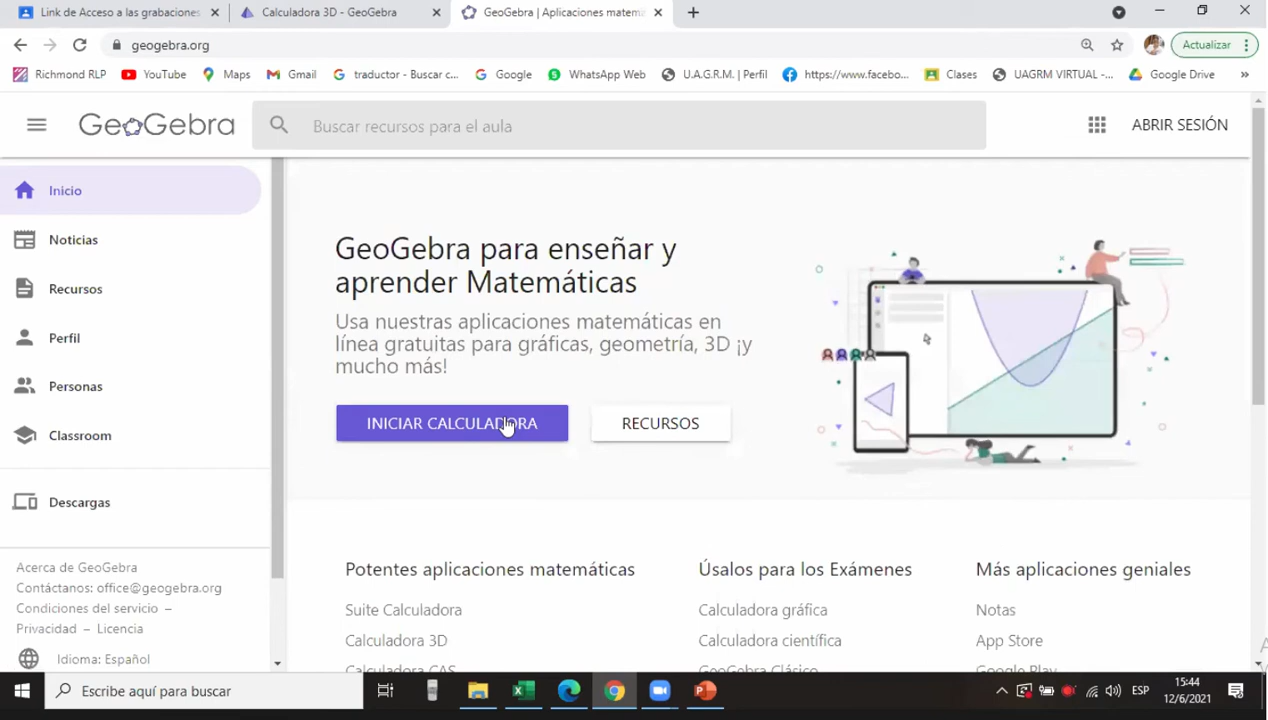 Link de Acceso a las grabaciones
Calculadora 3D - GeoGebra
GeoGebra | Aplicaciones matem
geogebra.org
Actualizar
Richmond RLP
YouTube
Maps
Gmail
traductor - Buscar c...
Google
WhatsApp Web
U.A.G.R.M. | Perfil
https://www.facebo...
Clases
UAGRM VIRTUAL -...
Google Drive
»
GeoGebra
Buscar recursos para el aula
ABRIR SESIÓN
Inicio
Noticias
Recursos
Perfil
Personas
Classroom
Descargas
Acerca de GeoGebra
Contáctanos: office@geogebra.org
Condiciones del servicio –
Privacidad – Licencia
Idioma: Español
GeoGebra para enseñar y
aprender Matemáticas
Usa nuestras aplicaciones matemáticas en
línea gratuitas para gráficas, geometría, 3D ¡y
mucho más!
INICIAR CALCULADORA
RECURSOS
Potentes aplicaciones matemáticas
Suite Calculadora
Calculadora 3D
Calculadora CAS
Úsalos para los Exámenes
Calculadora gráfica
Calculadora científica
GeoGebra Clásico
Más aplicaciones geniales
Notas
App Store
Google Play
Escribe aquí para buscar
ESP
15:44
12/6/2021